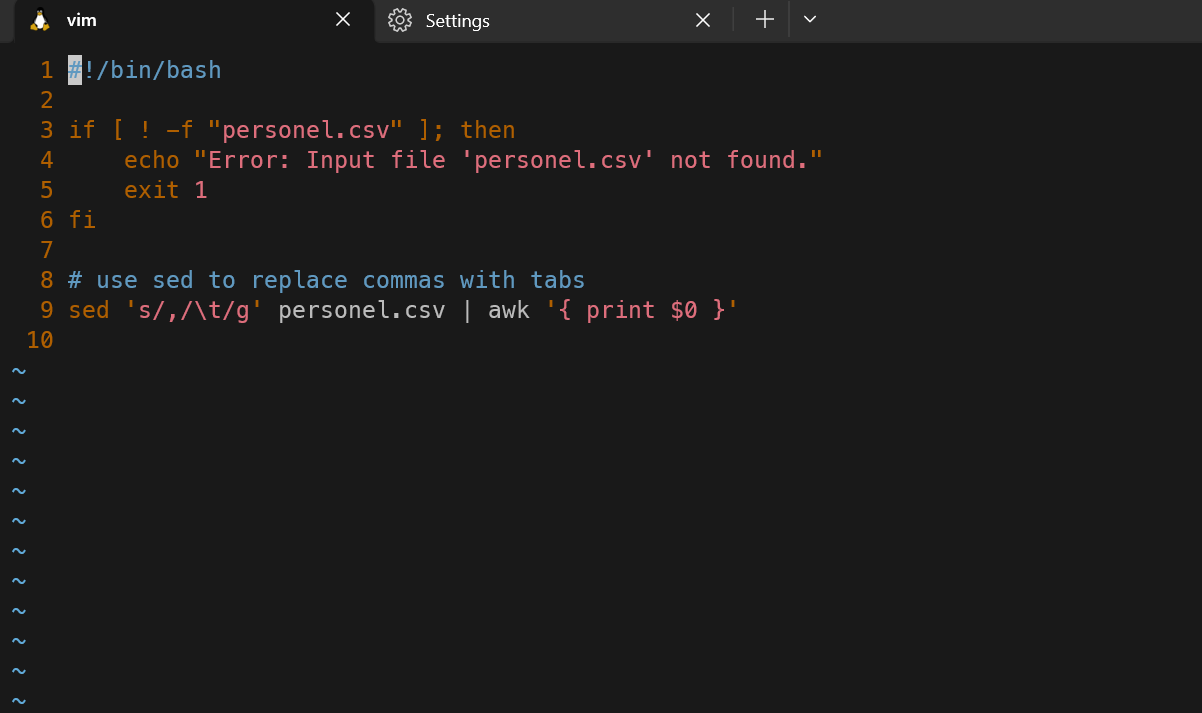 vim Settings
1 #!/bin/bash
2
3 if [ ! -f "personel.csv" ]; then
4     echo "Error: Input file 'personel.csv' not found."
5     exit 1
6 fi
7
8 # use sed to replace commas with tabs
9 sed 's/,/\t/g' personel.csv | awk '{ print $0 }'
10
~
~
~
~
~
~
~
~
~
~
~
~